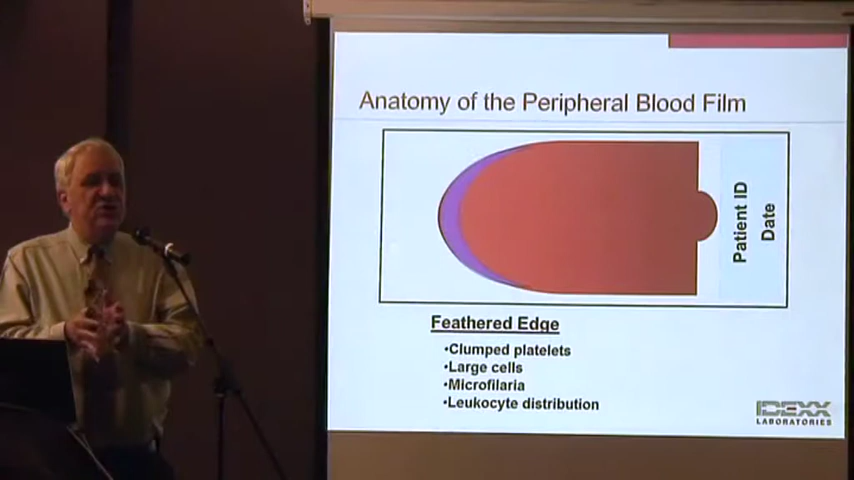 Anatomy of the Peripheral Blood Film
Patient ID
Date
Feathered Edge
•Clumped platelets
•Large cells
•Microfilaria
•Leukocyte distribution
IDEXX
LABORATORIES